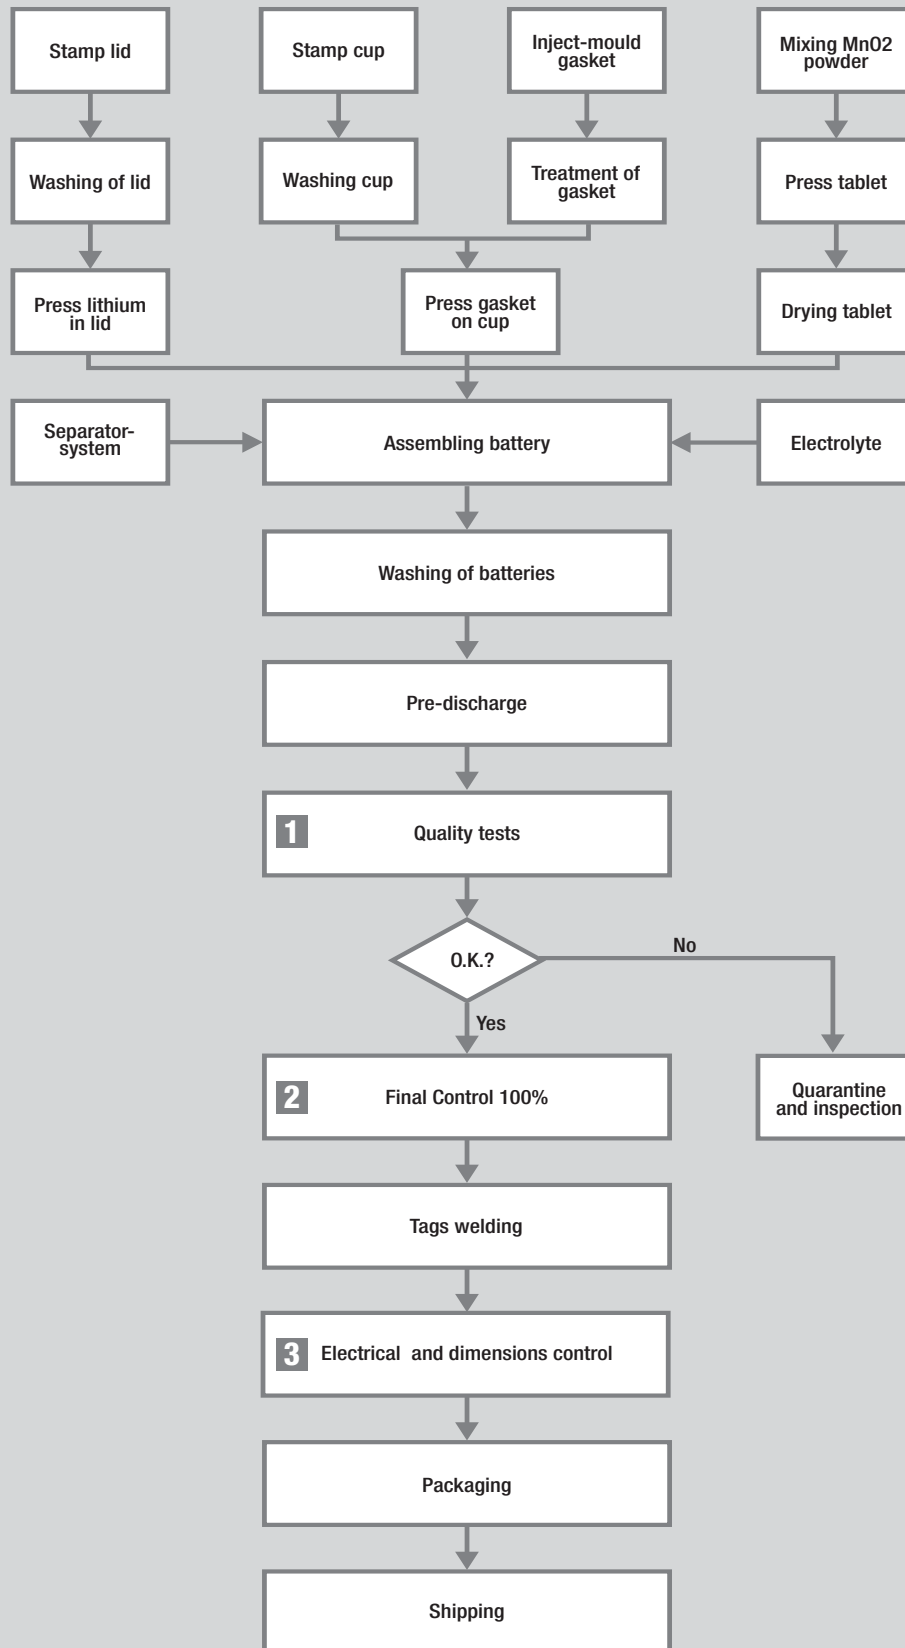 Stamp lid
Stamp cup
Inject-mould
gasket
Mixing MnO2
powder
Washing of lid
Washing cup
Treatment of
gasket
Press tablet
Press lithium
in lid
Press gasket
on cup
Drying tablet
Separator-
system
Assembling battery
Electrolyte
Washing of batteries
Pre-discharge
1 Quality tests
O.K.?
No
Yes
2 Final Control 100%
Quarantine
and inspection
Tags welding
3 Electrical and dimensions control
Packaging
Shipping